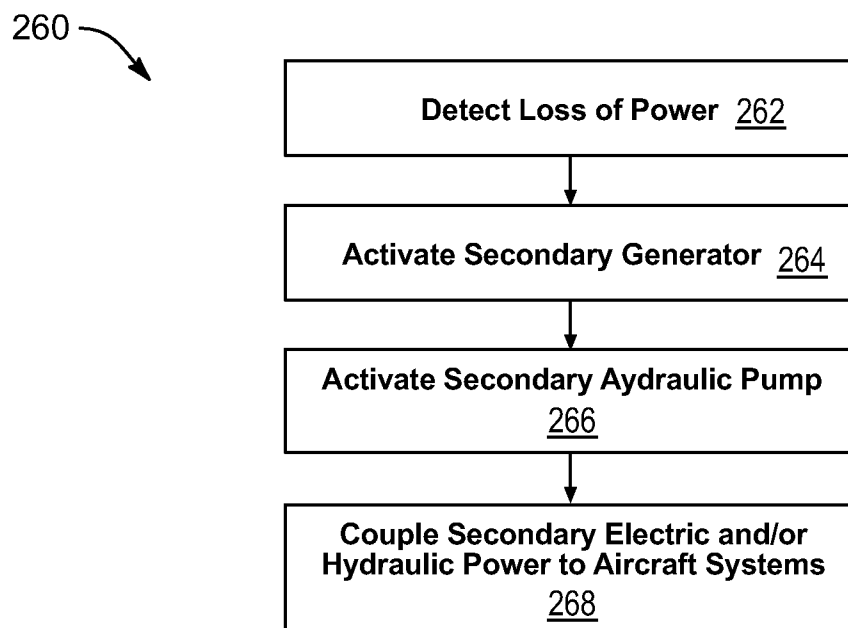 260
Detect Loss of Power 262
Activate Secondary Generator 264
Activate Secondary Aydraulic Pump
266
Couple Secondary Electric and/or
Hydraulic Power to Aircraft Systems
268